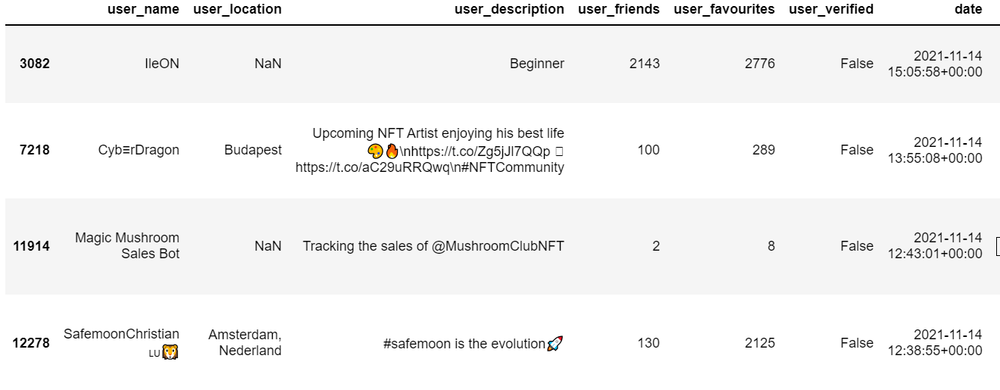 user_name user_location user_description user_friends user_favourites user_verified date
3082 IleON NaN Beginner 2143 2776 False 2021-11-14
15:05:58+00:00
7218 Cyb≡rDragon Budapest Upcoming NFT Artist enjoying his best life
🎨🔥\nhttps://t.co/Zg5jJl7QQp
https://t.co/aC29uRRQwq\n#NFTCommunity 100 289 False 2021-11-14
13:55:08+00:00
11914 Magic Mushroom
Sales Bot NaN Tracking the sales of @MushroomClubNFT 2 8 False 2021-11-14
12:43:01+00:00
12278 SafemoonChristian
ʟᴜ🦁 Amsterdam,
Nederland #safemoon is the evolution🚀 130 2125 False 2021-11-14
12:38:55+00:00